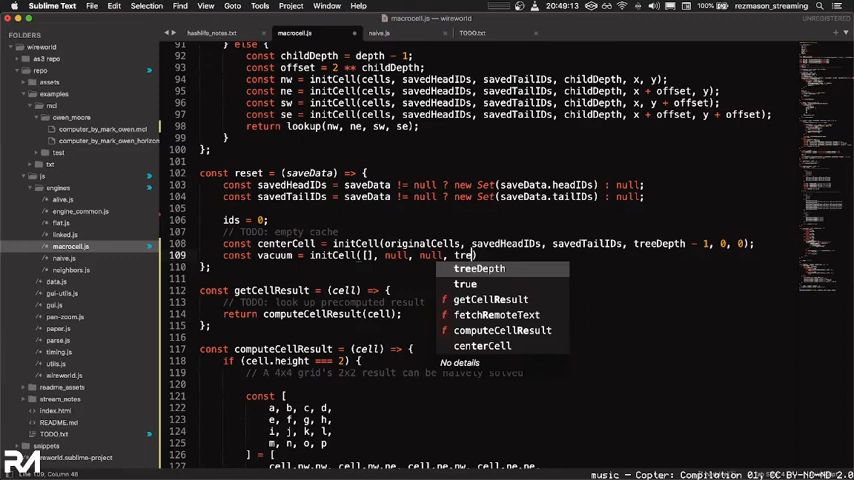 Sublime Text File Edit Selection Find View Goto Tools Project Window Help
100% 20:49:13 rezmason_streaming
macrocell.js — wireworld
UNREGISTERED
FOLDERS
wireworld
as3 repo
repo
assets
examples
mcl
owen_moore
computer_by_mark_owen.mcl
computer_by_mark_owen_horizon
test
txt
js
engines
alive.js
engine_common.js
flat.js
linked.js
macrocell.js
naive.js
neighbors.js
data.js
gui-utils.js
gui.js
pan-zoom.js
paper.js
parse.js
timing.js
utils.js
wireworld.js
readme_assets
stream_notes
index.html
README.md
TODO.txt
snippets
wireworld.sublime-project
hashlife_notes.txt
macrocell.js
naive.js
TODO.txt
91 } else {
92 const childDepth = depth - 1;
93 const offset = 2 ** childDepth;
94 const nw = initCell(cells, savedHeadIDs, savedTailIDs, childDepth, x, y);
95 const ne = initCell(cells, savedHeadIDs, savedTailIDs, childDepth, x + offset, y);
96 const sw = initCell(cells, savedHeadIDs, savedTailIDs, childDepth, x, y + offset);
97 const se = initCell(cells, savedHeadIDs, savedTailIDs, childDepth, x + offset, y + offset);
98 return lookup(nw, ne, sw, se);
99 }
100 };
101
102 const reset = (saveData) => {
103 const savedHeadIDs = saveData != null ? new Set(saveData.headIDs) : null;
104 const savedTailIDs = saveData != null ? new Set(saveData.tailIDs) : null;
105
106 ids = 0;
107 // TODO: empty cache
108 const centerCell = initCell(originalCells, savedHeadIDs, savedTailIDs, treeDepth - 1, 0, 0);
109 const vacuum = initCell([], null, null, tre)
110 };
111
112 const getCellResult = (cell) => {
113 // TODO: look up precomputed result
114 return computeCellResult(cell);
115 };
116
117 const computeCellResult = (cell) => {
118 if (cell.height === 2) {
119 // A 4x4 grid's 2x2 result can be naively solved
120
121 const [
122 a, b, c, d,
123 e, f, g, h,
124 i, j, k, l,
125 m, n, o, p
126 ] = [
127 cell.nw.nw, cell.nw.ne, cell.ne.nw, cell.ne.ne,
treeDepth
true
f getCellResult
f fetchRemoteText
f computeCellResult
centerCell
No details
RM
Line 109, Column 48
music - Copter: Compilation 01, CC BY-NC-ND 2.0